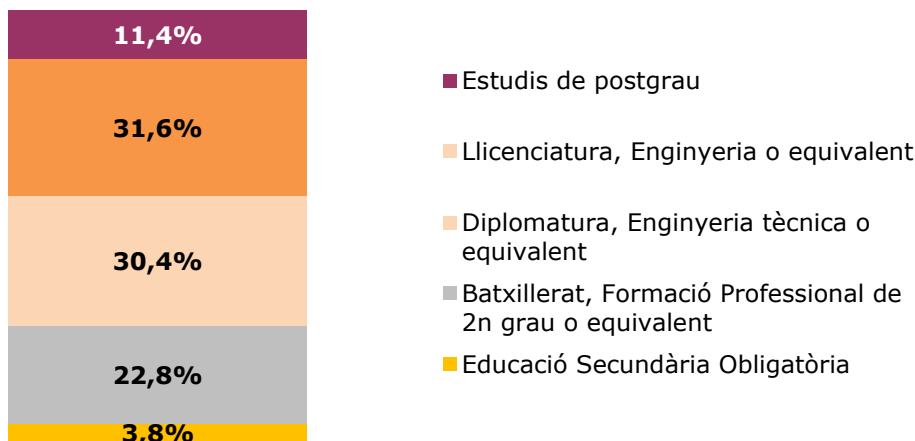 11,4%
31,6%
30,4%
22,8%
3,8%
Estudis de postgrau
Llicenciatura, Enginyeria o equivalent
Diplomatura, Enginyeria tècnica o
equivalent
Batxillerat, Formació Professional de
2n grau o equivalent
Educació Secundària Obligatòria